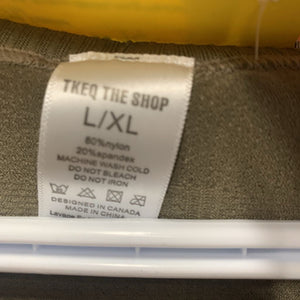 TKEQ THE SHOP
L/XL
80%nylon
20%spandex
MACHINE WASH COLD
DO NOT BLEACH
DO NOT IRON
DESIGNED IN CANADA
MADE IN CHINA